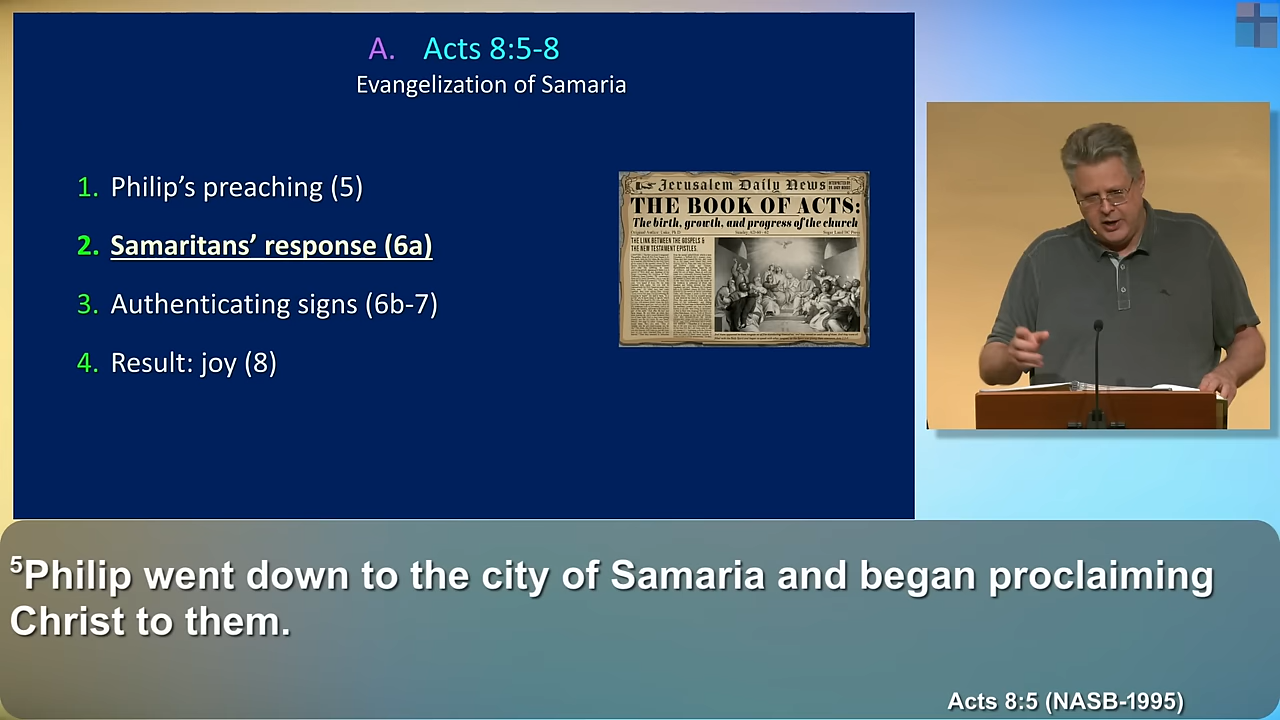 A. Acts 8:5-8
Evangelization of Samaria
1. Philip’s preaching (5)
2. Samaritans’ response (6a)
3. Authenticating signs (6b-7)
4. Result: joy (8)
Jerusalem Daily News
THE BOOK OF ACTS:
The birth, growth, and progress of the church
THE LINK BETWEEN THE GOSPELS &
THE NEW TESTAMENT EPISTLES.
⁵Philip went down to the city of Samaria and began proclaiming
Christ to them.
Acts 8:5 (NASB-1995)